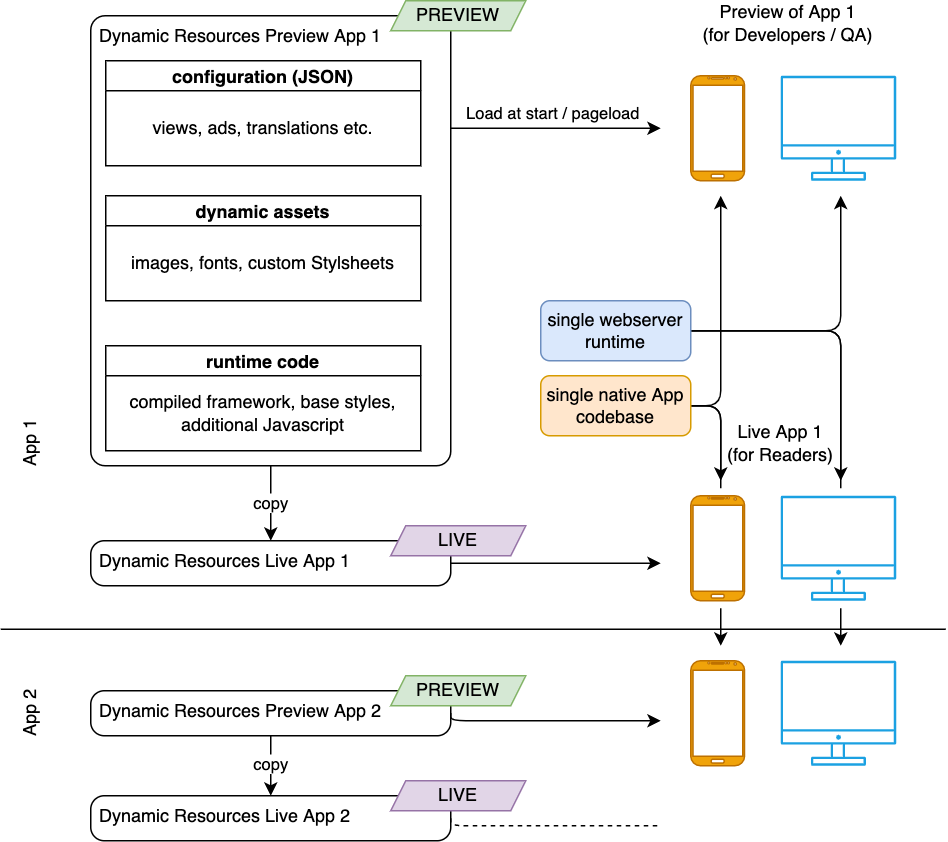 PREVIEW
Dynamic Resources Preview App 1
configuration (JSON)
views, ads, translations etc.
dynamic assets
images, fonts, custom Stylsheets
runtime code
compiled framework, base styles,
additional Javascript
Preview of App 1
(for Developers / QA)
Load at start / pageload
single webserver
runtime
single native App
codebase
Live App 1
(for Readers)
App 1
copy
LIVE
Dynamic Resources Live App 1
App 2
PREVIEW
Dynamic Resources Preview App 2
copy
LIVE
Dynamic Resources Live App 2